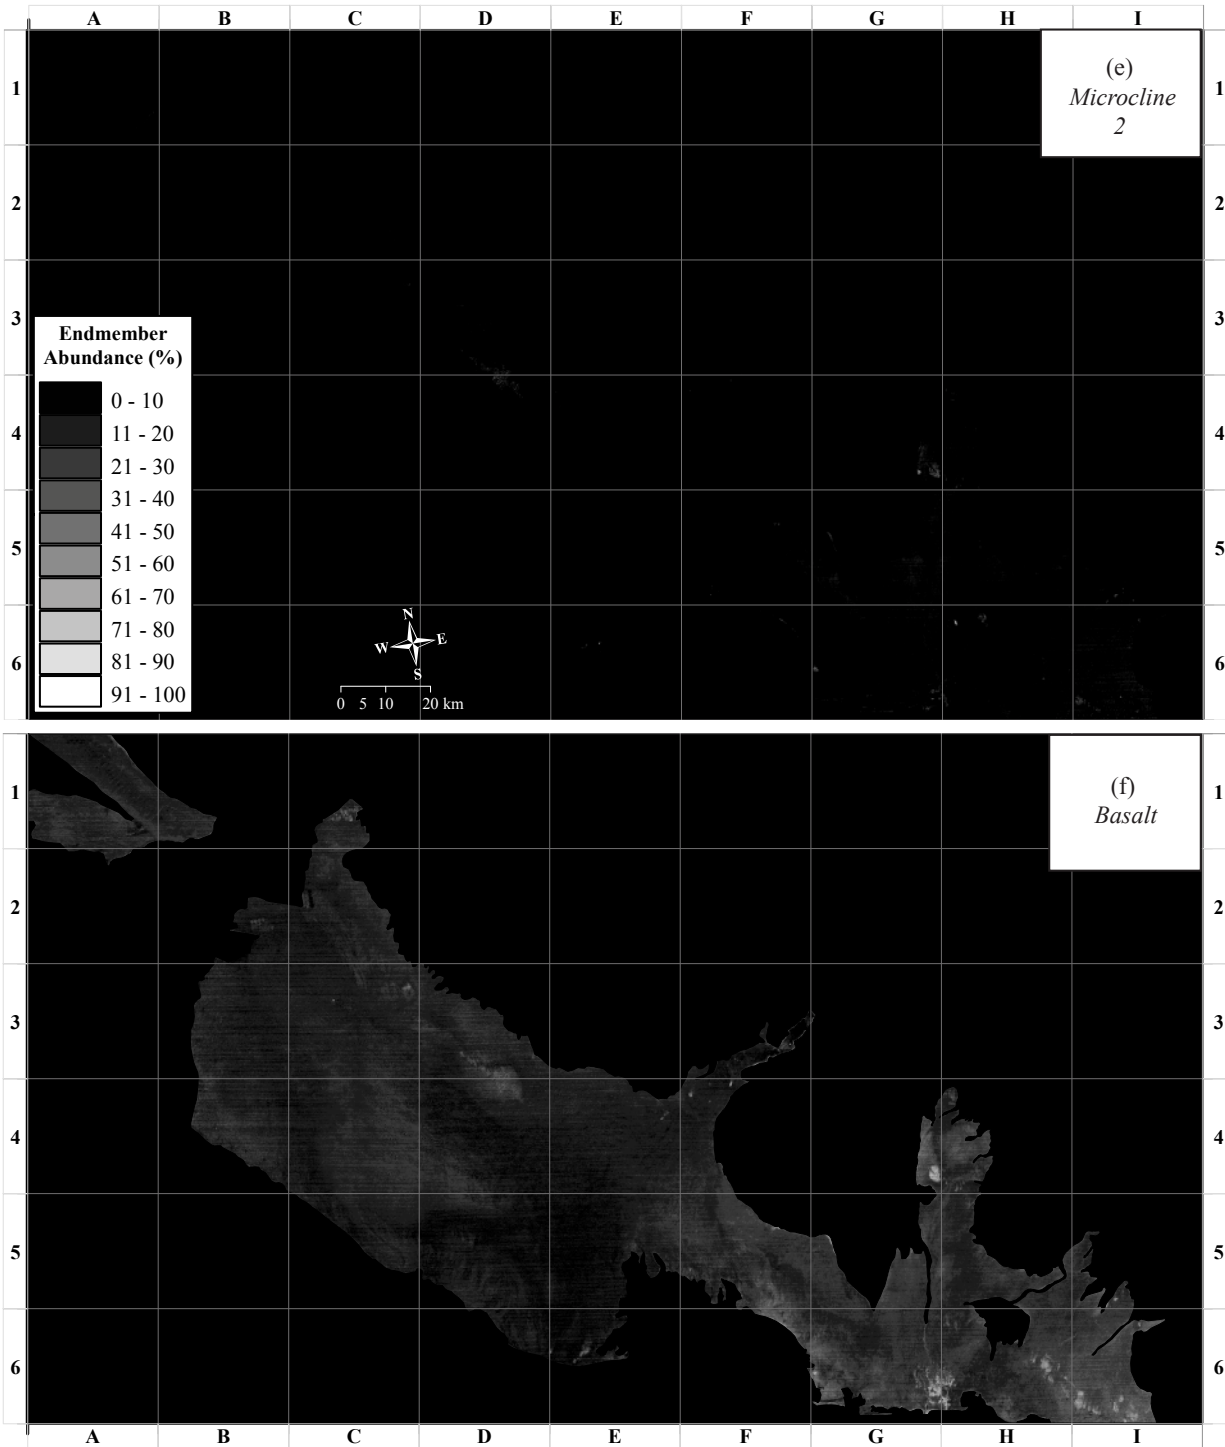 A B C D E F G H I
(e)
Microcline
2
1 1
2 2
3 3
4 4
5 5
6 6
Endmember
Abundance (%)
0 - 10
11 - 20
21 - 30
31 - 40
41 - 50
51 - 60
61 - 70
71 - 80
81 - 90
91 - 100
N
W E
S
0 5 10 20 km
(f)
Basalt
1 1
2 2
3 3
4 4
5 5
6 6
A B C D E F G H I